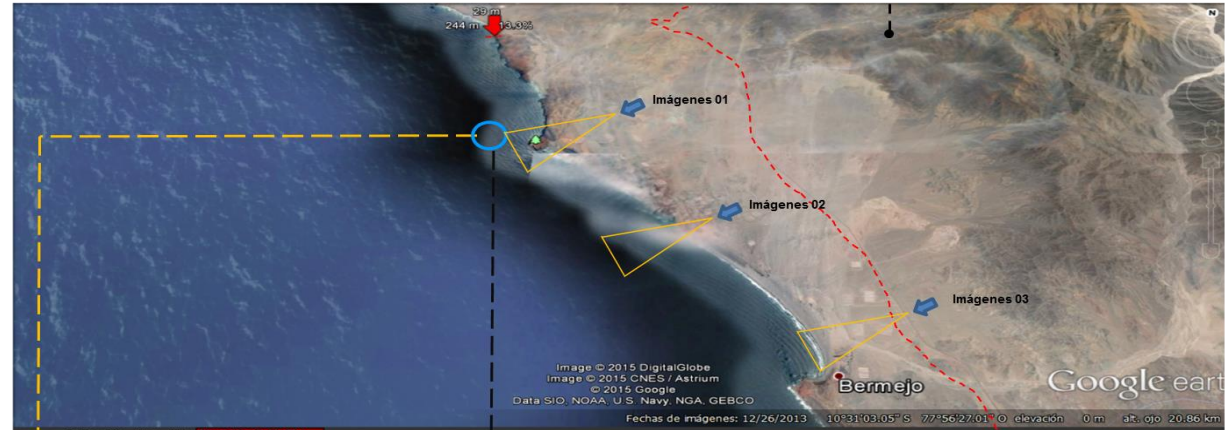 29 m
244 m 13.3%
N
Imágenes 01
Imágenes 02
Imágenes 03
Bermejo
Image © 2015 DigitalGlobe
Image © 2015 CNES / Astrium
© 2015 Google
Data SIO, NOAA, U.S. Navy, NGA, GEBCO
Google eart
Fechas de imágenes: 12/26/2013 10°31'03.05" S 77°56'27.01" O elevación 0 m alt. ojo 20.86 km